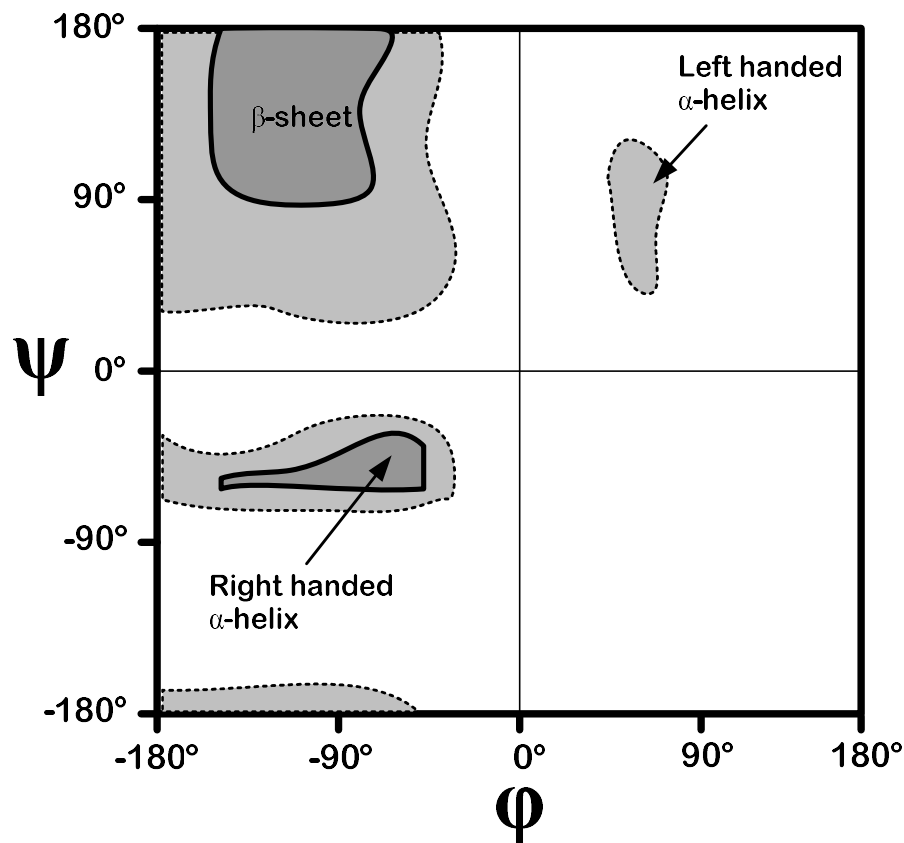 180°
Left handed
α-helix
β-sheet
90°
ψ
0°
-90°
Right handed
α-helix
-180°
-180°
-90°
0°
90°
180°
φ